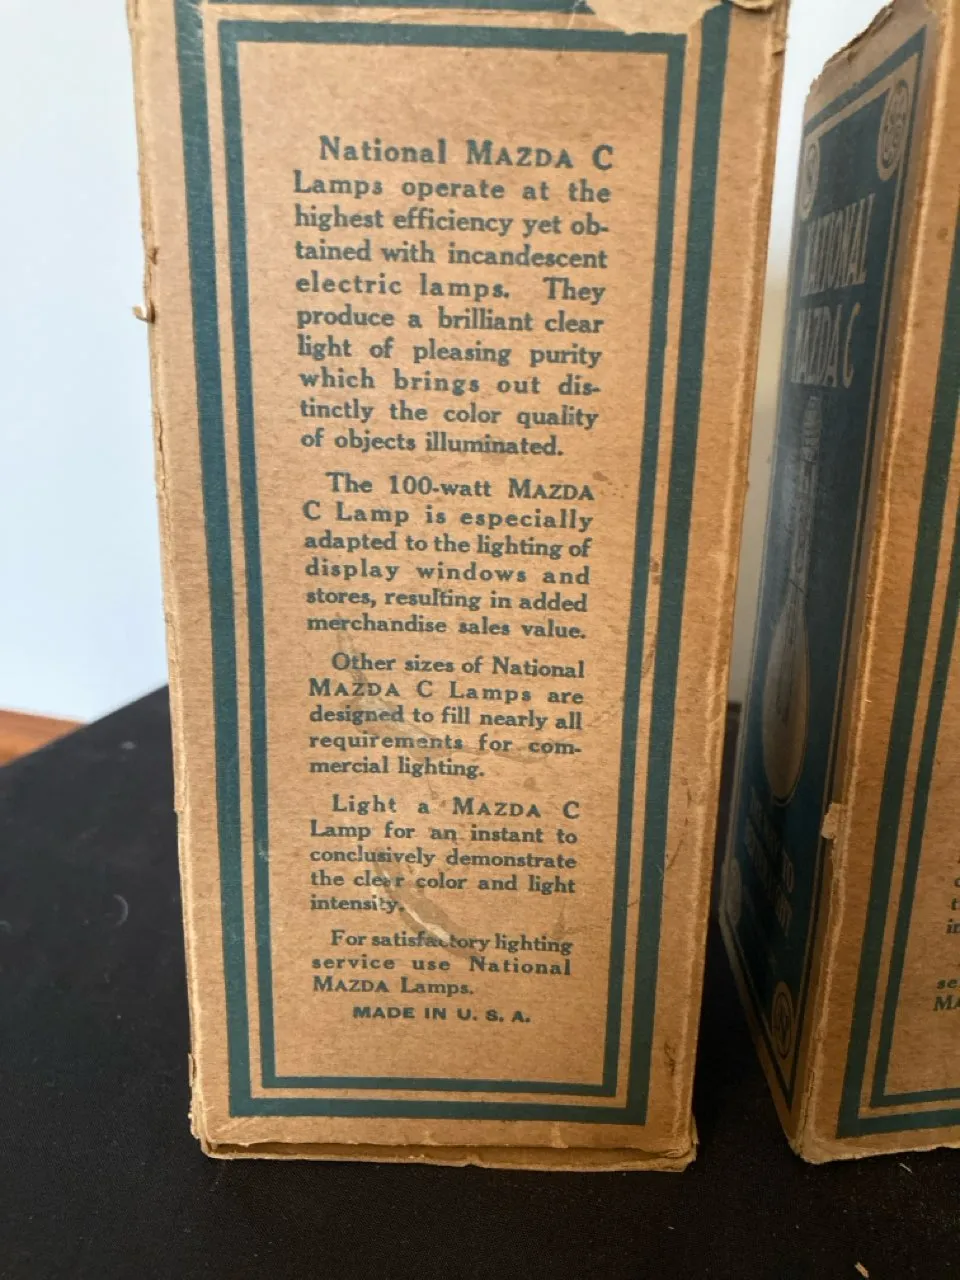 National MAZDA C
Lamps operate at the
highest efficiency yet ob-
tained with incandescent
electric lamps. They
produce a brilliant clear
light of pleasing purity
which brings out dis-
tinctly the color quality
of objects illuminated.
The 100-watt MAZDA
C Lamp is especially
adapted to the lighting of
display windows and
stores, resulting in added
merchandise sales value.
Other sizes of National
MAZDA C Lamps are
designed to fill nearly all
requirements for com-
mercial lighting.
Light a MAZDA C
Lamp for an instant to
conclusively demonstrate
the clear color and light
intensity.
For satisfactory lighting
service use National
MAZDA Lamps.
MADE IN U. S. A.
NATIONAL
MAZDA C